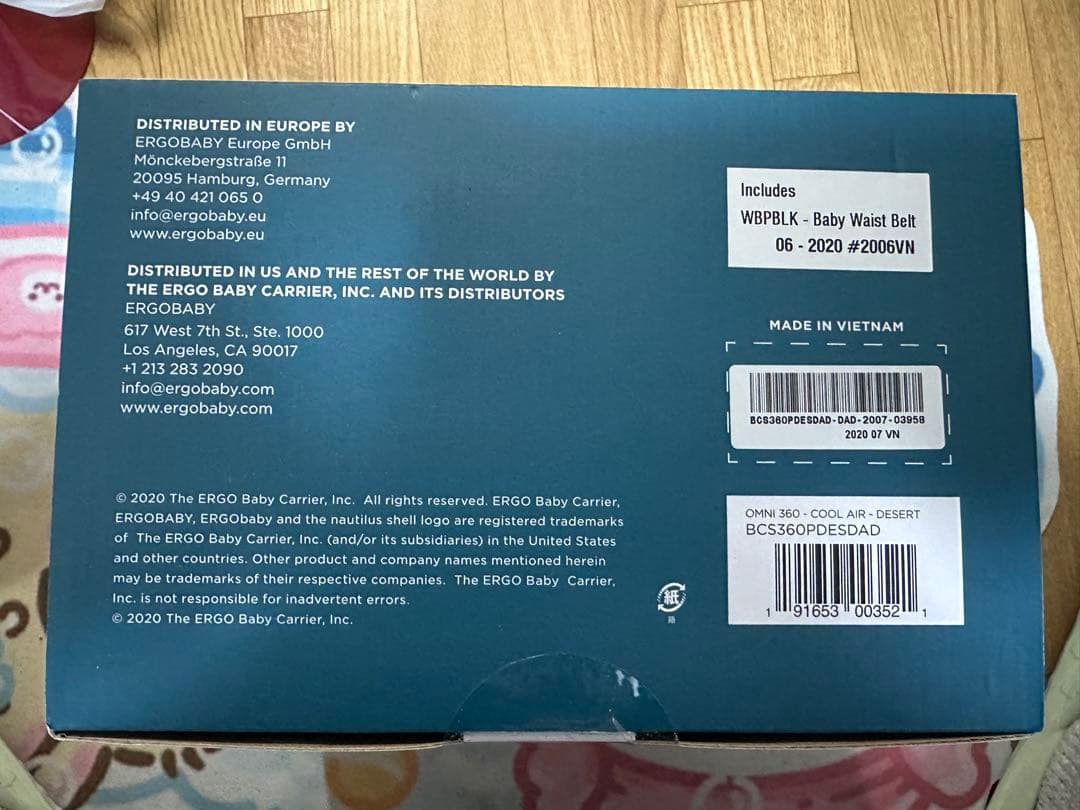 DISTRIBUTED IN EUROPE BY
ERGOBABY Europe GmbH
Mönckebergstraße 11
20095 Hamburg, Germany
+49 40 421 065 0
info@ergobaby.eu
www.ergobaby.eu
DISTRIBUTED IN US AND THE REST OF THE WORLD BY
THE ERGO BABY CARRIER, INC. AND ITS DISTRIBUTORS
ERGOBABY
617 West 7th St., Ste. 1000
Los Angeles, CA 90017
+1 213 283 2090
info@ergobaby.com
www.ergobaby.com
© 2020 The ERGO Baby Carrier, Inc. All rights reserved. ERGO Baby Carrier,
ERGOBABY, ERGObaby and the nautilus shell logo are registered trademarks
of The ERGO Baby Carrier, Inc. (and/or its subsidiaries) in the United States
and other countries. Other product and company names mentioned herein
may be trademarks of their respective companies. The ERGO Baby Carrier,
Inc. is not responsible for inadvertent errors.
© 2020 The ERGO Baby Carrier, Inc.
Includes
WBPBLK - Baby Waist Belt
06 - 2020 #2006VN
MADE IN VIETNAM
BCS360PDESDAD-DAD-2007-03958
2020 07 VN
OMNI 360 - COOL AIR - DESERT
BCS360PDESDAD
1 91653 00352 1
紙